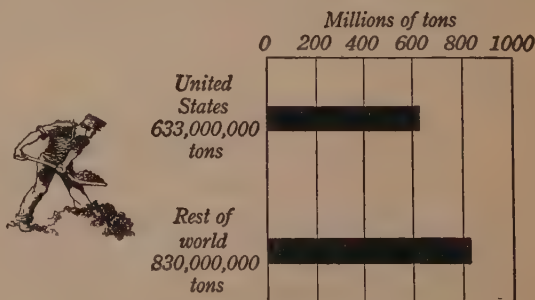 Millions of tons
0 200 400 600 800 1000
United
States
633,000,000
tons
Rest of
world
830,000,000
tons